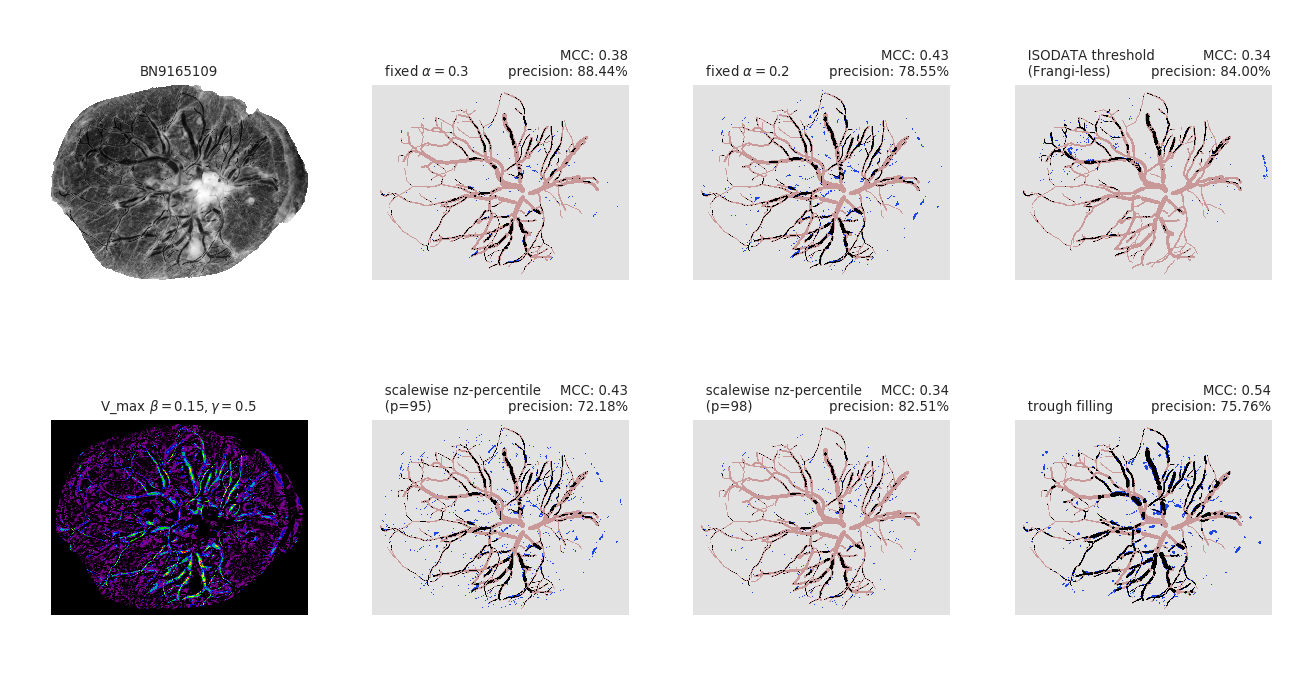 BN9165109
MCC: 0.38
fixed α = 0.3 precision: 88.44%
MCC: 0.43
fixed α = 0.2 precision: 78.55%
ISODATA threshold MCC: 0.34
(Frangi-less) precision: 84.00%
V_max β = 0.15, γ = 0.5
scalewise nz-percentile MCC: 0.43
(p=95) precision: 72.18%
scalewise nz-percentile MCC: 0.34
(p=98) precision: 82.51%
MCC: 0.54
trough filling precision: 75.76%